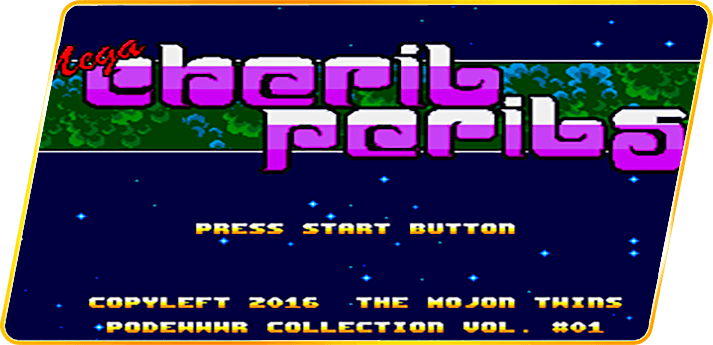 Mega
cheril
perils
PRESS START BUTTON
COPYLEFT 2016 THE MOJON TWINS
PODEWWWR COLLECTION VOL. #01